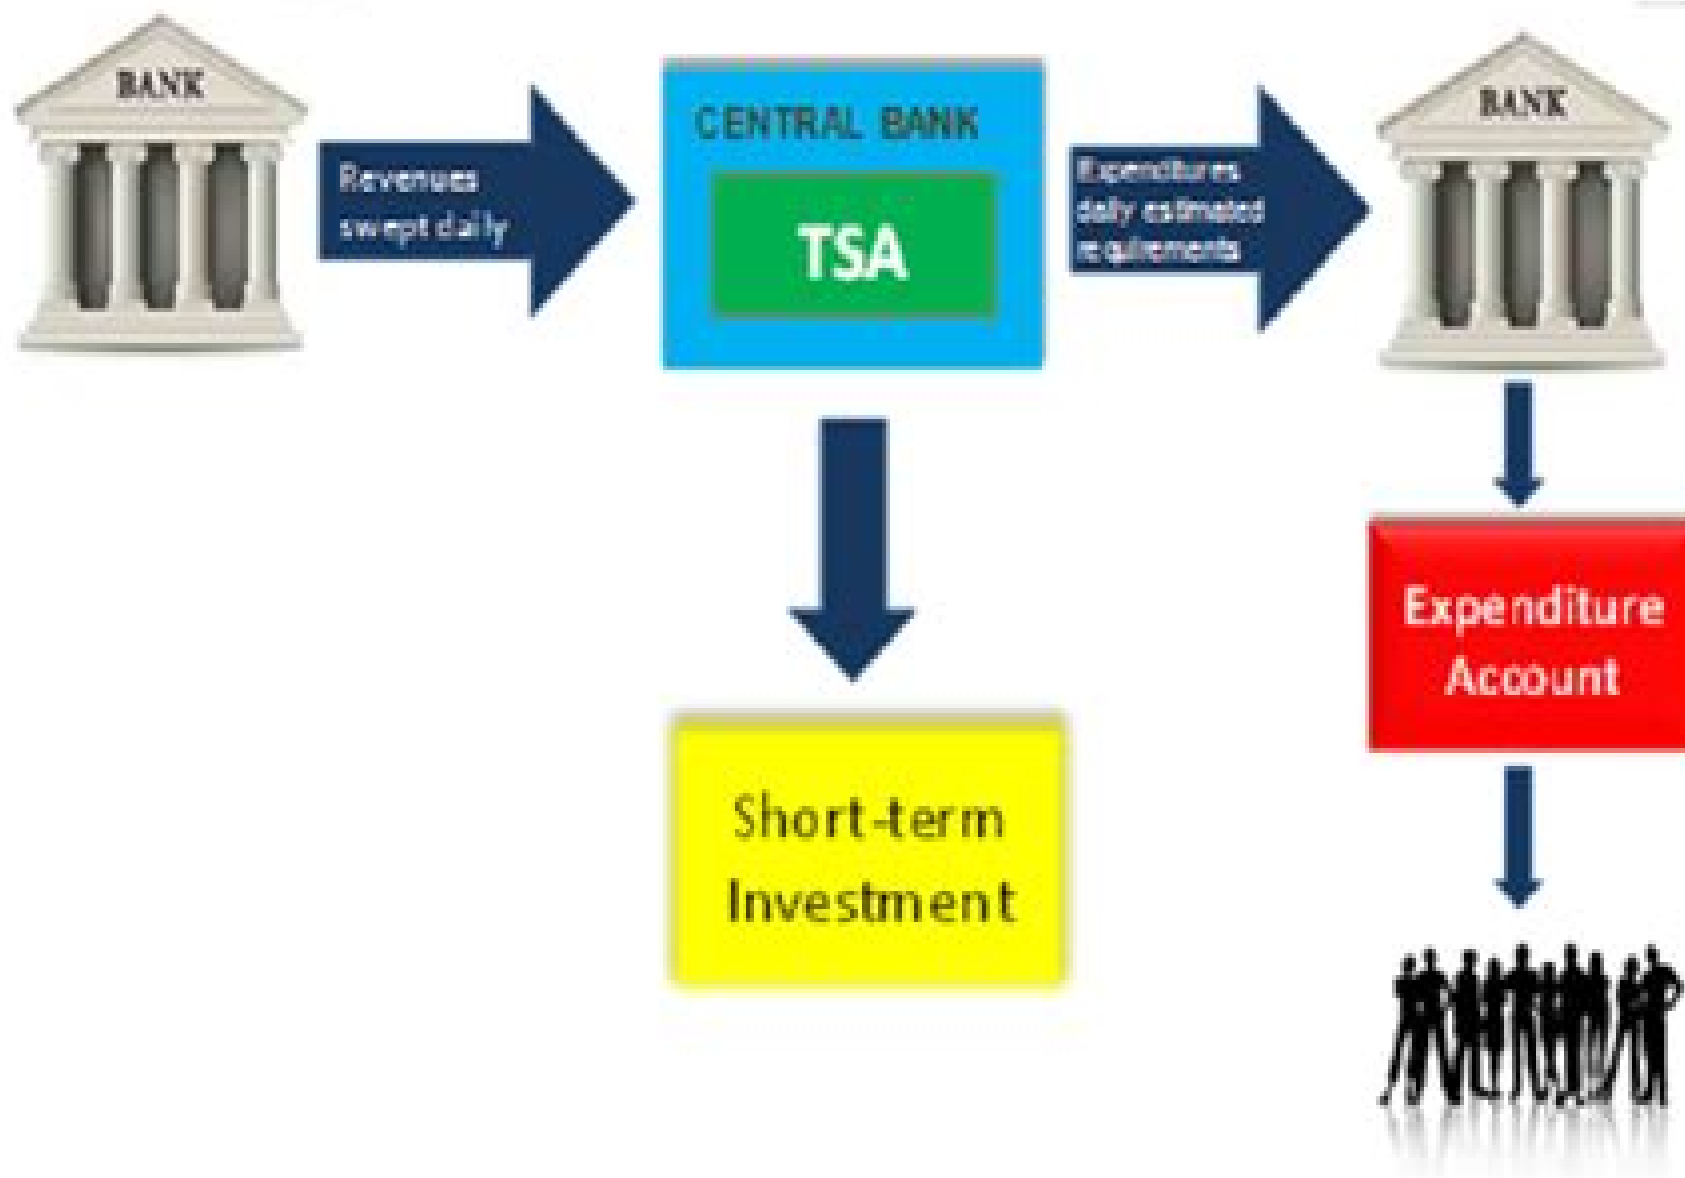 BANK
Revenues
swept daily
CENTRAL BANK
TSA
Expenditures
daily estimated
requirements
BANK
Expenditure
Account
Short-term
Investment